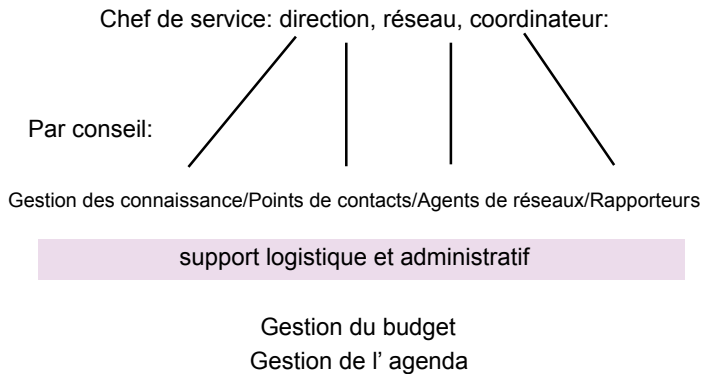 Chef de service: direction, réseau, coordinateur:
Par conseil:
Gestion des connaissance/Points de contacts/Agents de réseaux/Rapporteurs
support logistique et administratif
Gestion du budget
Gestion de l’ agenda